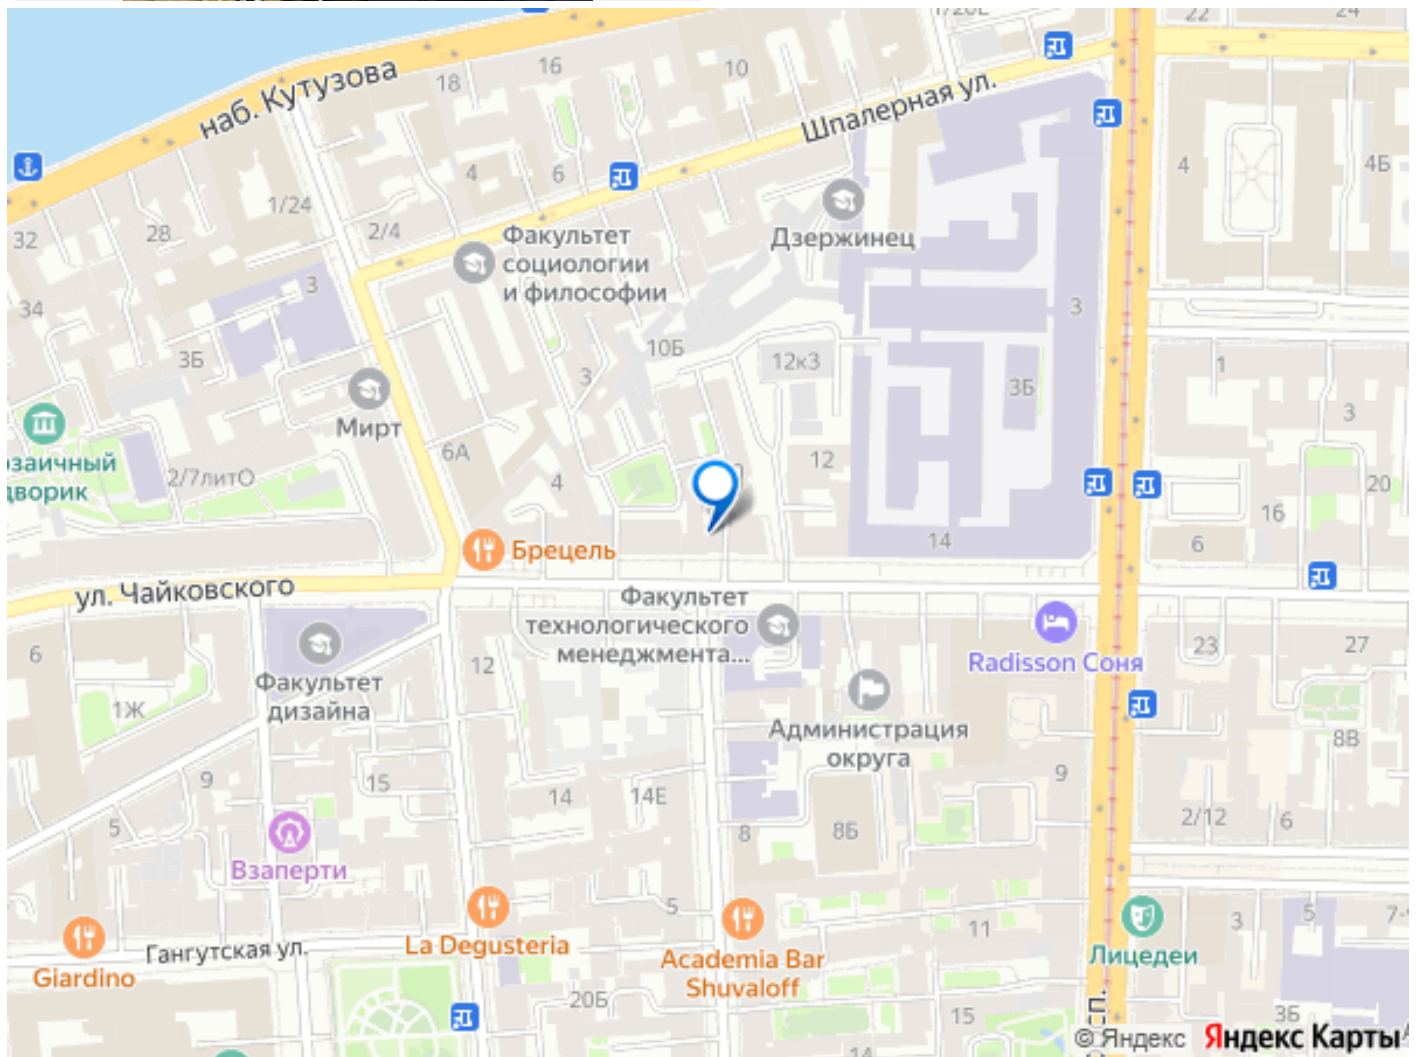 22
24
1/20Е
наб. Кутузова
18
16
10
Шпалерная ул.
4
4Б
4
6
1/24
2/4
28
32
Дзержинец
Факультет
социологии
и философии
34
3
3Б
3
10Б
12к3
3
3Б
1
3
Мирт
6А
2/7литО
4
12
20
16
14
6
Брецель
ул. Чайковского
Факультет
технологического
менеджмента...
Radisson Соня
23
27
6
12
Факультет
дизайна
1Ж
Администрация
округа
8В
9
9
15
14
14Е
5
8
8Б
2/12
6
Взаперти
5
11
3
5
Гангутская ул.
La Degusteria
Academia Bar
Shuvaloff
Лицедеи
Giardino
20Б
15
3Б
14
© Яндекс Яндекс Карты